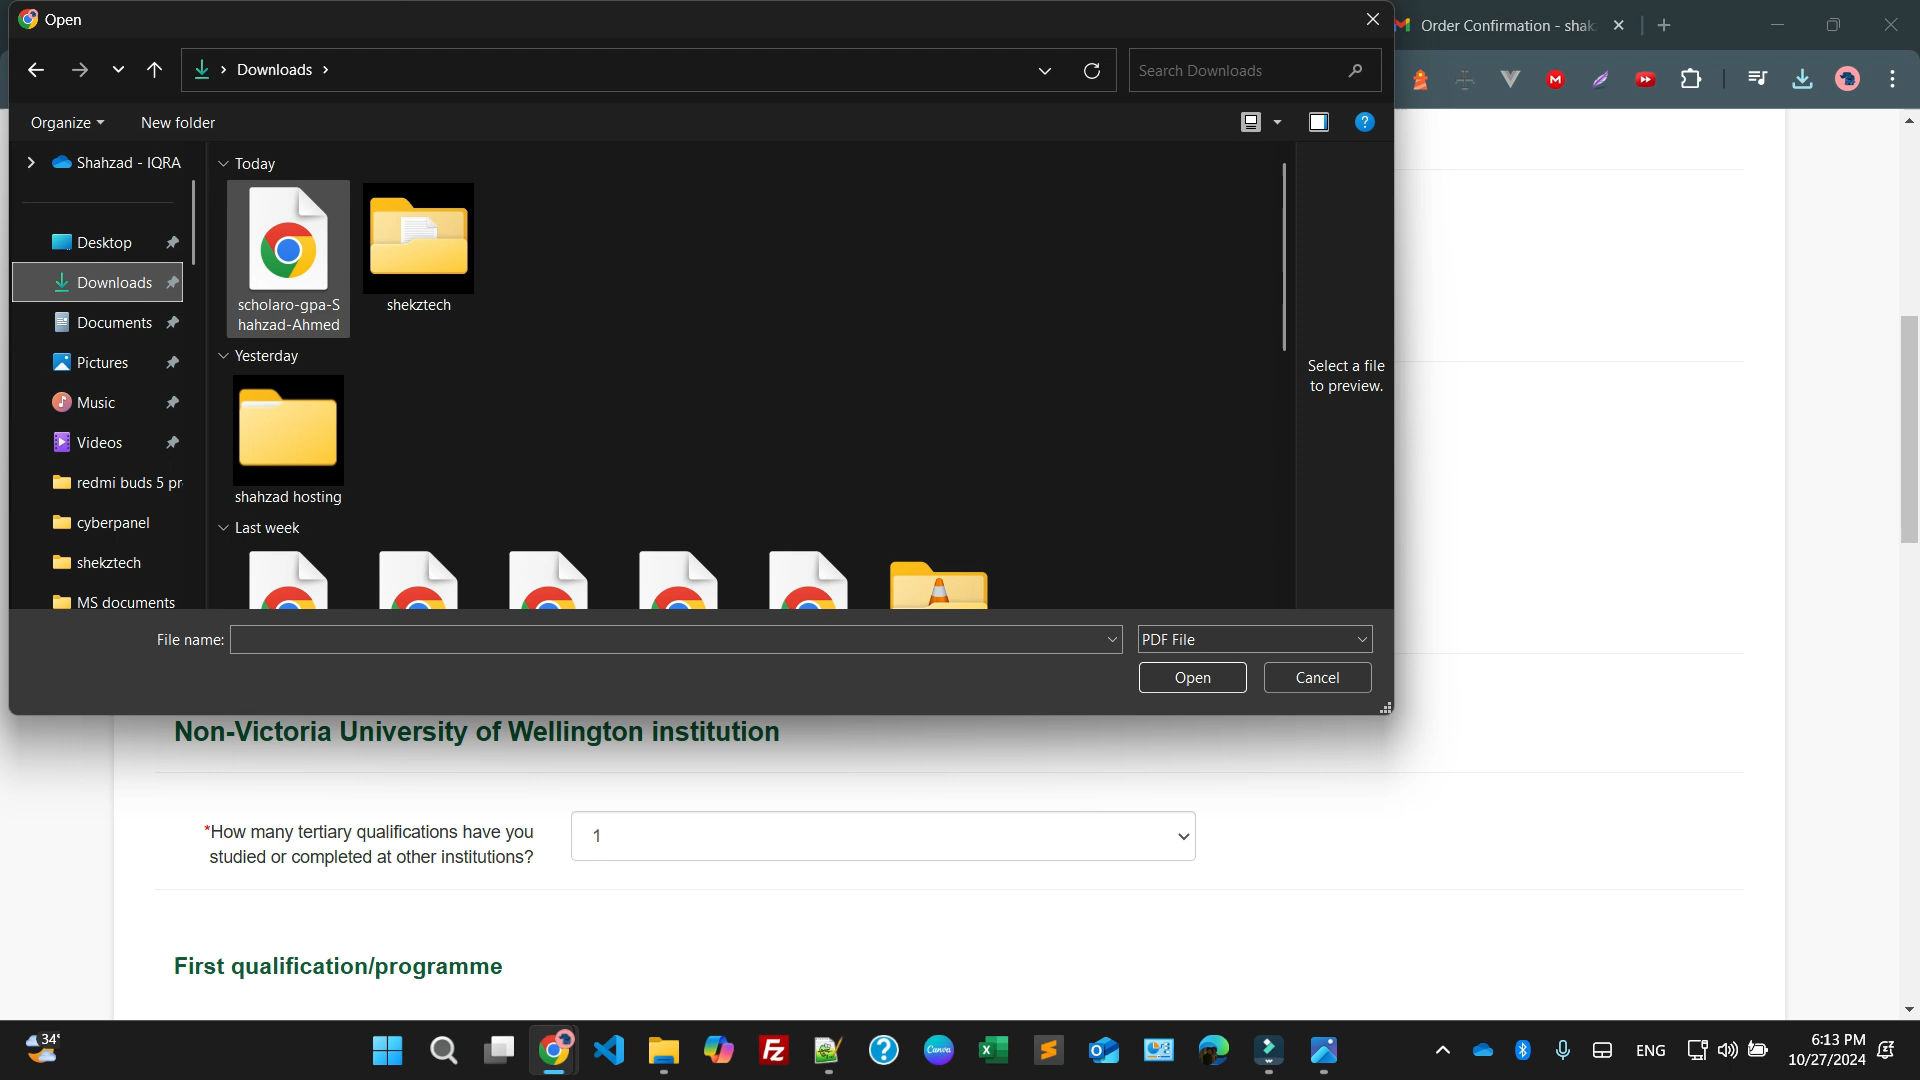 Open
Order Confirmation - shak
Downloads
Search Downloads
Organize
New folder
Shahzad - IQRA
Desktop
Downloads
Documents
Pictures
Music
Videos
redmi buds 5 pr
cyberpanel
shekztech
MS documents
Today
scholaro-gpa-S
hahzad-Ahmed
shekztech
Yesterday
shahzad hosting
Last week
Select a file
to preview.
File name:
PDF File
Open
Cancel
Non-Victoria University of Wellington institution
*How many tertiary qualifications have you
studied or completed at other institutions?
1
First qualification/programme
34°
Canva
ENG
6:13 PM
10/27/2024